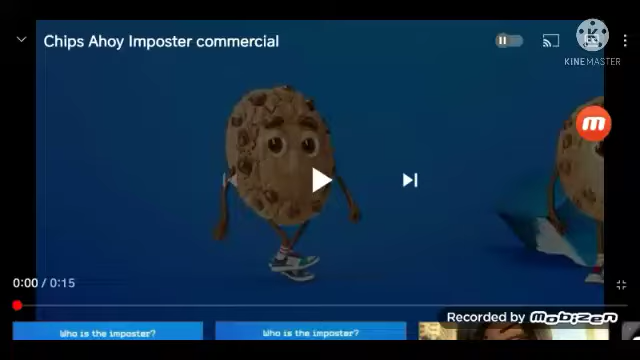 Chips Ahoy Imposter commercial
KINEMASTER
0:00 / 0:15
Recorded by Mobizen
Who is the imposter?
Who is the imposter?